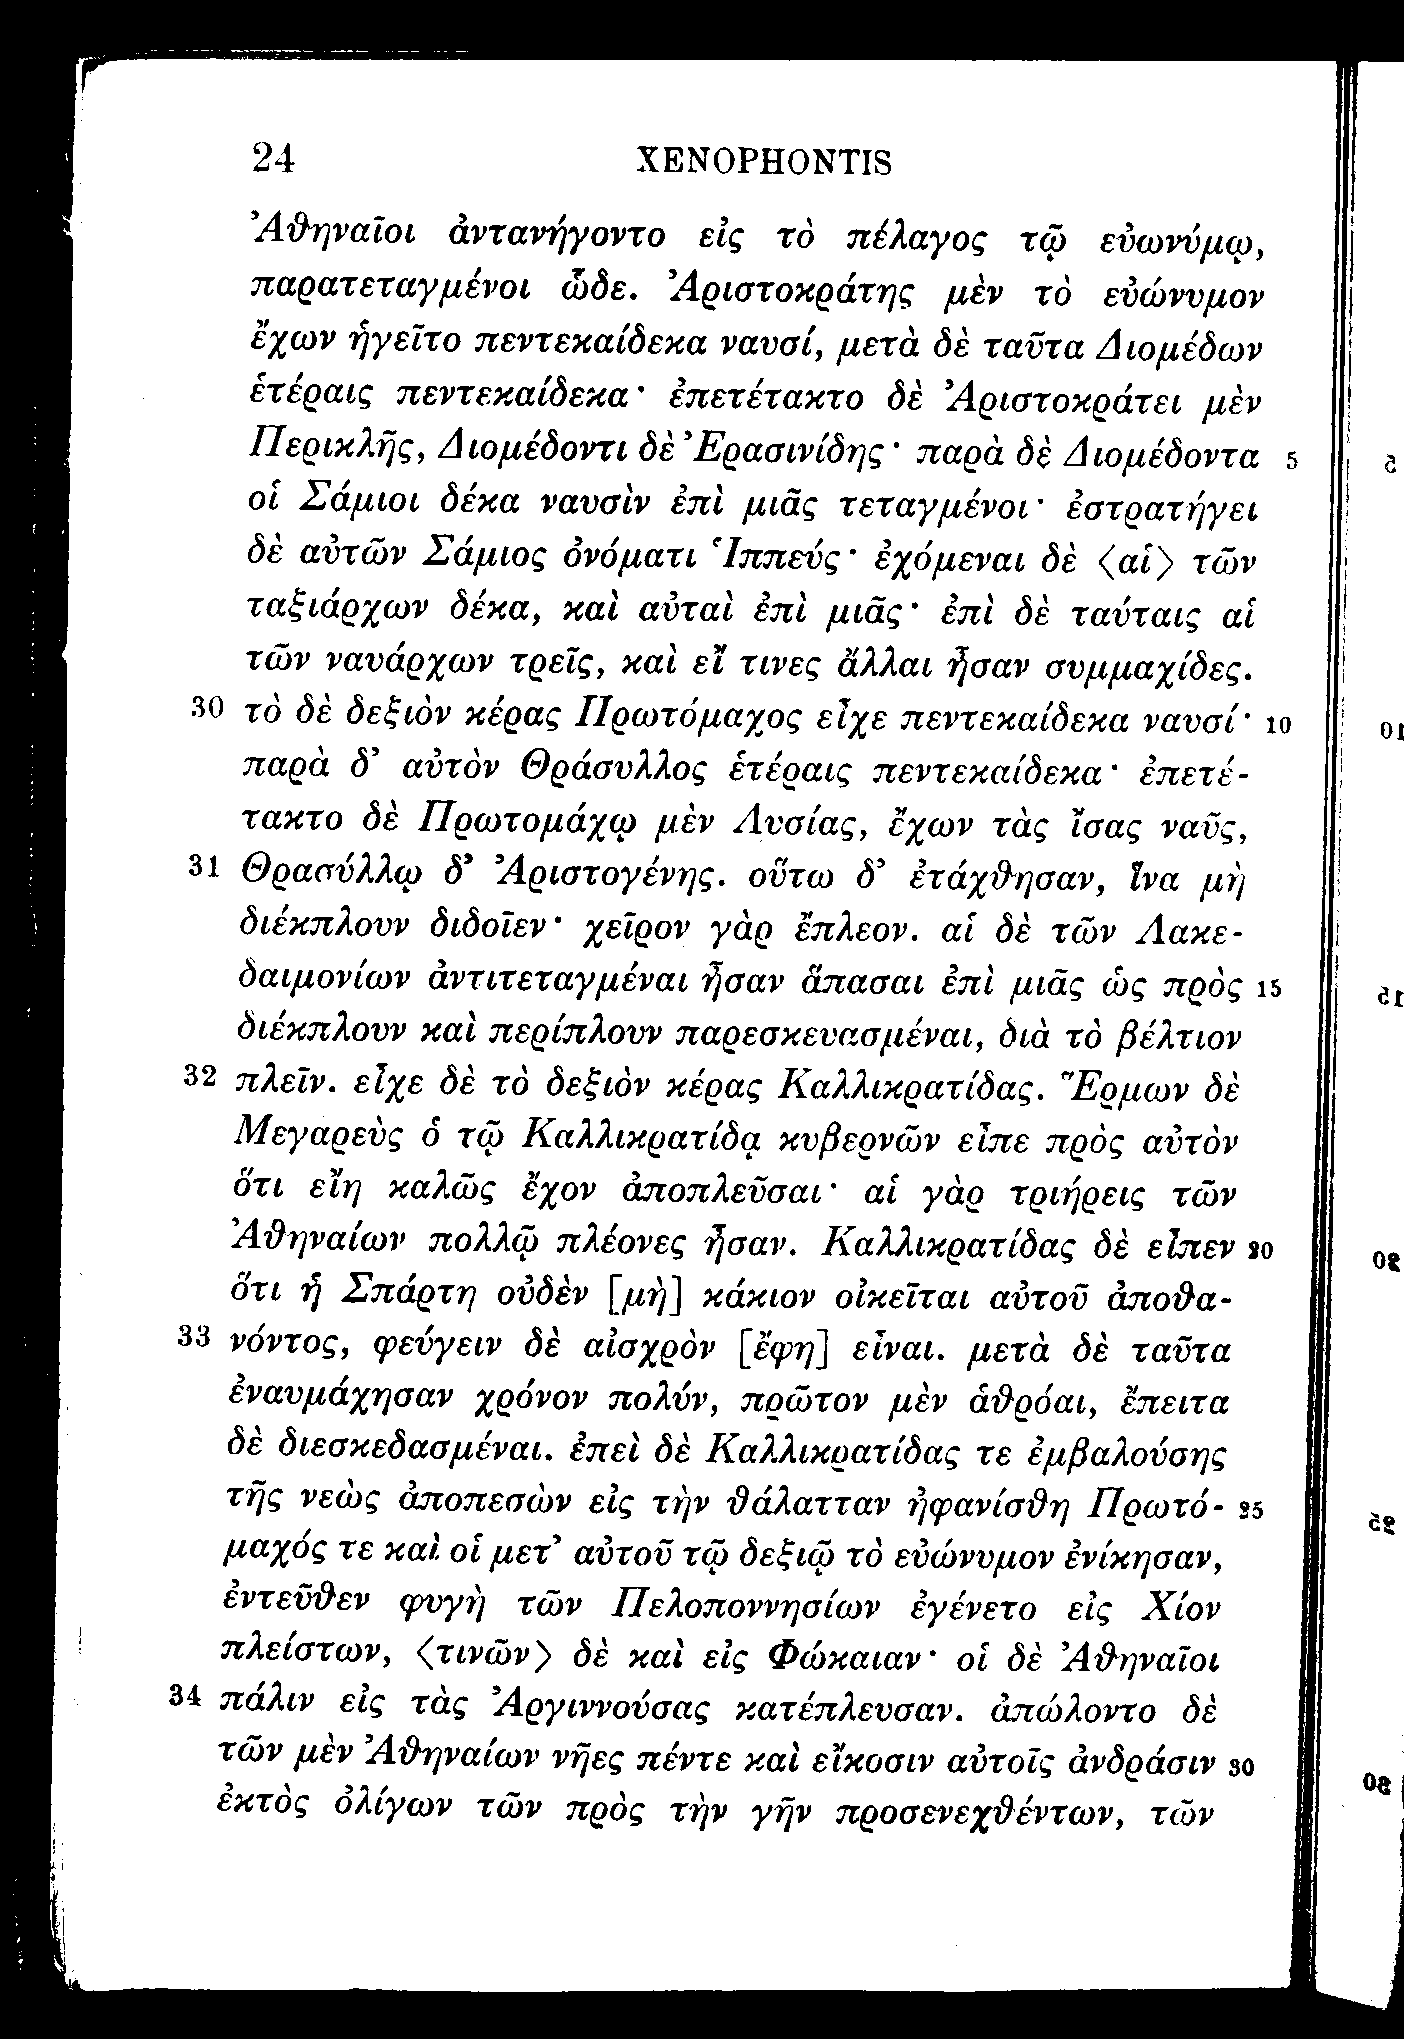 24 XENOPHONTIS
Ἀθηναῖοι ἀντανήγοντο εἰς τὸ πέλαγος τῷ εὐωνύμῳ,
παρατεταγμένοι ὧδε. Ἀριστοκράτης μὲν τὸ εὐώνυμον
ἔχων ἡγεῖτο πεντεκαίδεκα ναυσί, μετὰ δὲ ταῦτα Διομέδων
ἑτέραις πεντεκαίδεκα· ἐπετέτακτο δὲ Ἀριστοκράτει μὲν
Περικλῆς, Διομέδοντι δὲ Ἐρασινίδης· παρὰ δὲ Διομέδοντα 5
οἱ Σάμιοι δέκα ναυσὶν ἐπὶ μιᾶς τεταγμένοι· ἐστρατήγει
δὲ αὐτῶν Σάμιος ὀνόματι Ἱππεύς· ἐχόμεναι δὲ ⟨αἱ⟩ τῶν
ταξιάρχων δέκα, καὶ αὐταὶ ἐπὶ μιᾶς· ἐπὶ δὲ ταύταις αἱ
τῶν ναυάρχων τρεῖς, καὶ εἴ τινες ἄλλαι ἦσαν συμμαχίδες.
30 τὸ δὲ δεξιὸν κέρας Πρωτόμαχος εἶχε πεντεκαίδεκα ναυσί· 10
παρὰ δ’ αὐτὸν Θράσυλλος ἑτέραις πεντεκαίδεκα· ἐπετέ-
τακτο δὲ Πρωτομάχῳ μὲν Λυσίας, ἔχων τὰς ἴσας ναῦς,
31 Θρασύλλῳ δ’ Ἀριστογένης. οὕτω δ’ ἐτάχθησαν, ἵνα μὴ
διέκπλουν διδοῖεν· χεῖρον γὰρ ἔπλεον. αἱ δὲ τῶν Λακε-
δαιμονίων ἀντιτεταγμέναι ἦσαν ἅπασαι ἐπὶ μιᾶς ὡς πρὸς 15
διέκπλουν καὶ περίπλουν παρεσκευασμέναι, διὰ τὸ βέλτιον
32 πλεῖν. εἶχε δὲ τὸ δεξιὸν κέρας Καλλικρατίδας. Ἕρμων δὲ
Μεγαρεὺς ὁ τῷ Καλλικρατίδᾳ κυβερνῶν εἶπε πρὸς αὐτὸν
ὅτι εἴη καλῶς ἔχον ἀποπλεῦσαι· αἱ γὰρ τριήρεις τῶν
Ἀθηναίων πολλῷ πλέονες ἦσαν. Καλλικρατίδας δὲ εἶπεν 20
ὅτι ἡ Σπάρτη οὐδὲν [μὴ] κάκιον οἰκεῖται αὐτοῦ ἀποθα-
33 νόντος, φεύγειν δὲ αἰσχρὸν [ἔφη] εἶναι. μετὰ δὲ ταῦτα
ἐναυμάχησαν χρόνον πολύν, πρῶτον μὲν ἁθρόαι, ἔπειτα
δὲ διεσκεδασμέναι. ἐπεὶ δὲ Καλλικρατίδας τε ἐμβαλούσης
τῆς νεὼς ἀποπεσὼν εἰς τὴν θάλατταν ἠφανίσθη Πρωτό- 25
μαχός τε καὶ οἱ μετ’ αὐτοῦ τῷ δεξιῷ τὸ εὐώνυμον ἐνίκησαν,
ἐντεῦθεν φυγὴ τῶν Πελοποννησίων ἐγένετο εἰς Χίον
πλείστων, ⟨τινῶν⟩ δὲ καὶ εἰς Φώκαιαν· οἱ δὲ Ἀθηναῖοι
34 πάλιν εἰς τὰς Ἀργιννούσας κατέπλευσαν. ἀπώλοντο δὲ
τῶν μὲν Ἀθηναίων νῆες πέντε καὶ εἴκοσιν αὐτοῖς ἀνδράσιν 30
ἐκτὸς ὀλίγων τῶν πρὸς τὴν γῆν προσενεχθέντων, τῶν